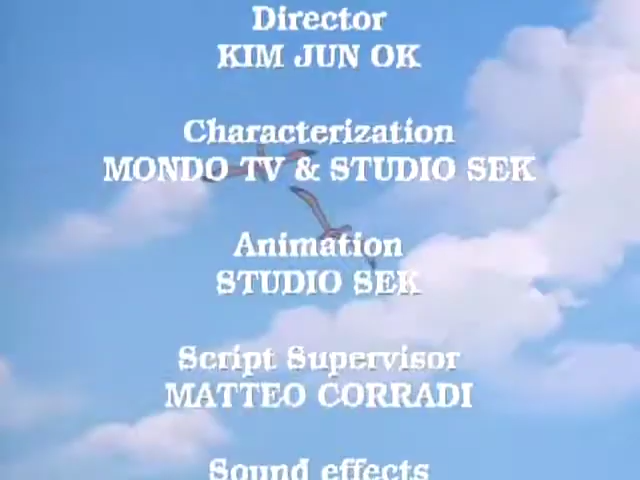 Director
KIM JUN OK
Characterization
MONDO TV & STUDIO SEK
Animation
STUDIO SEK
Script Supervisor
MATTEO CORRADI
Sound effects